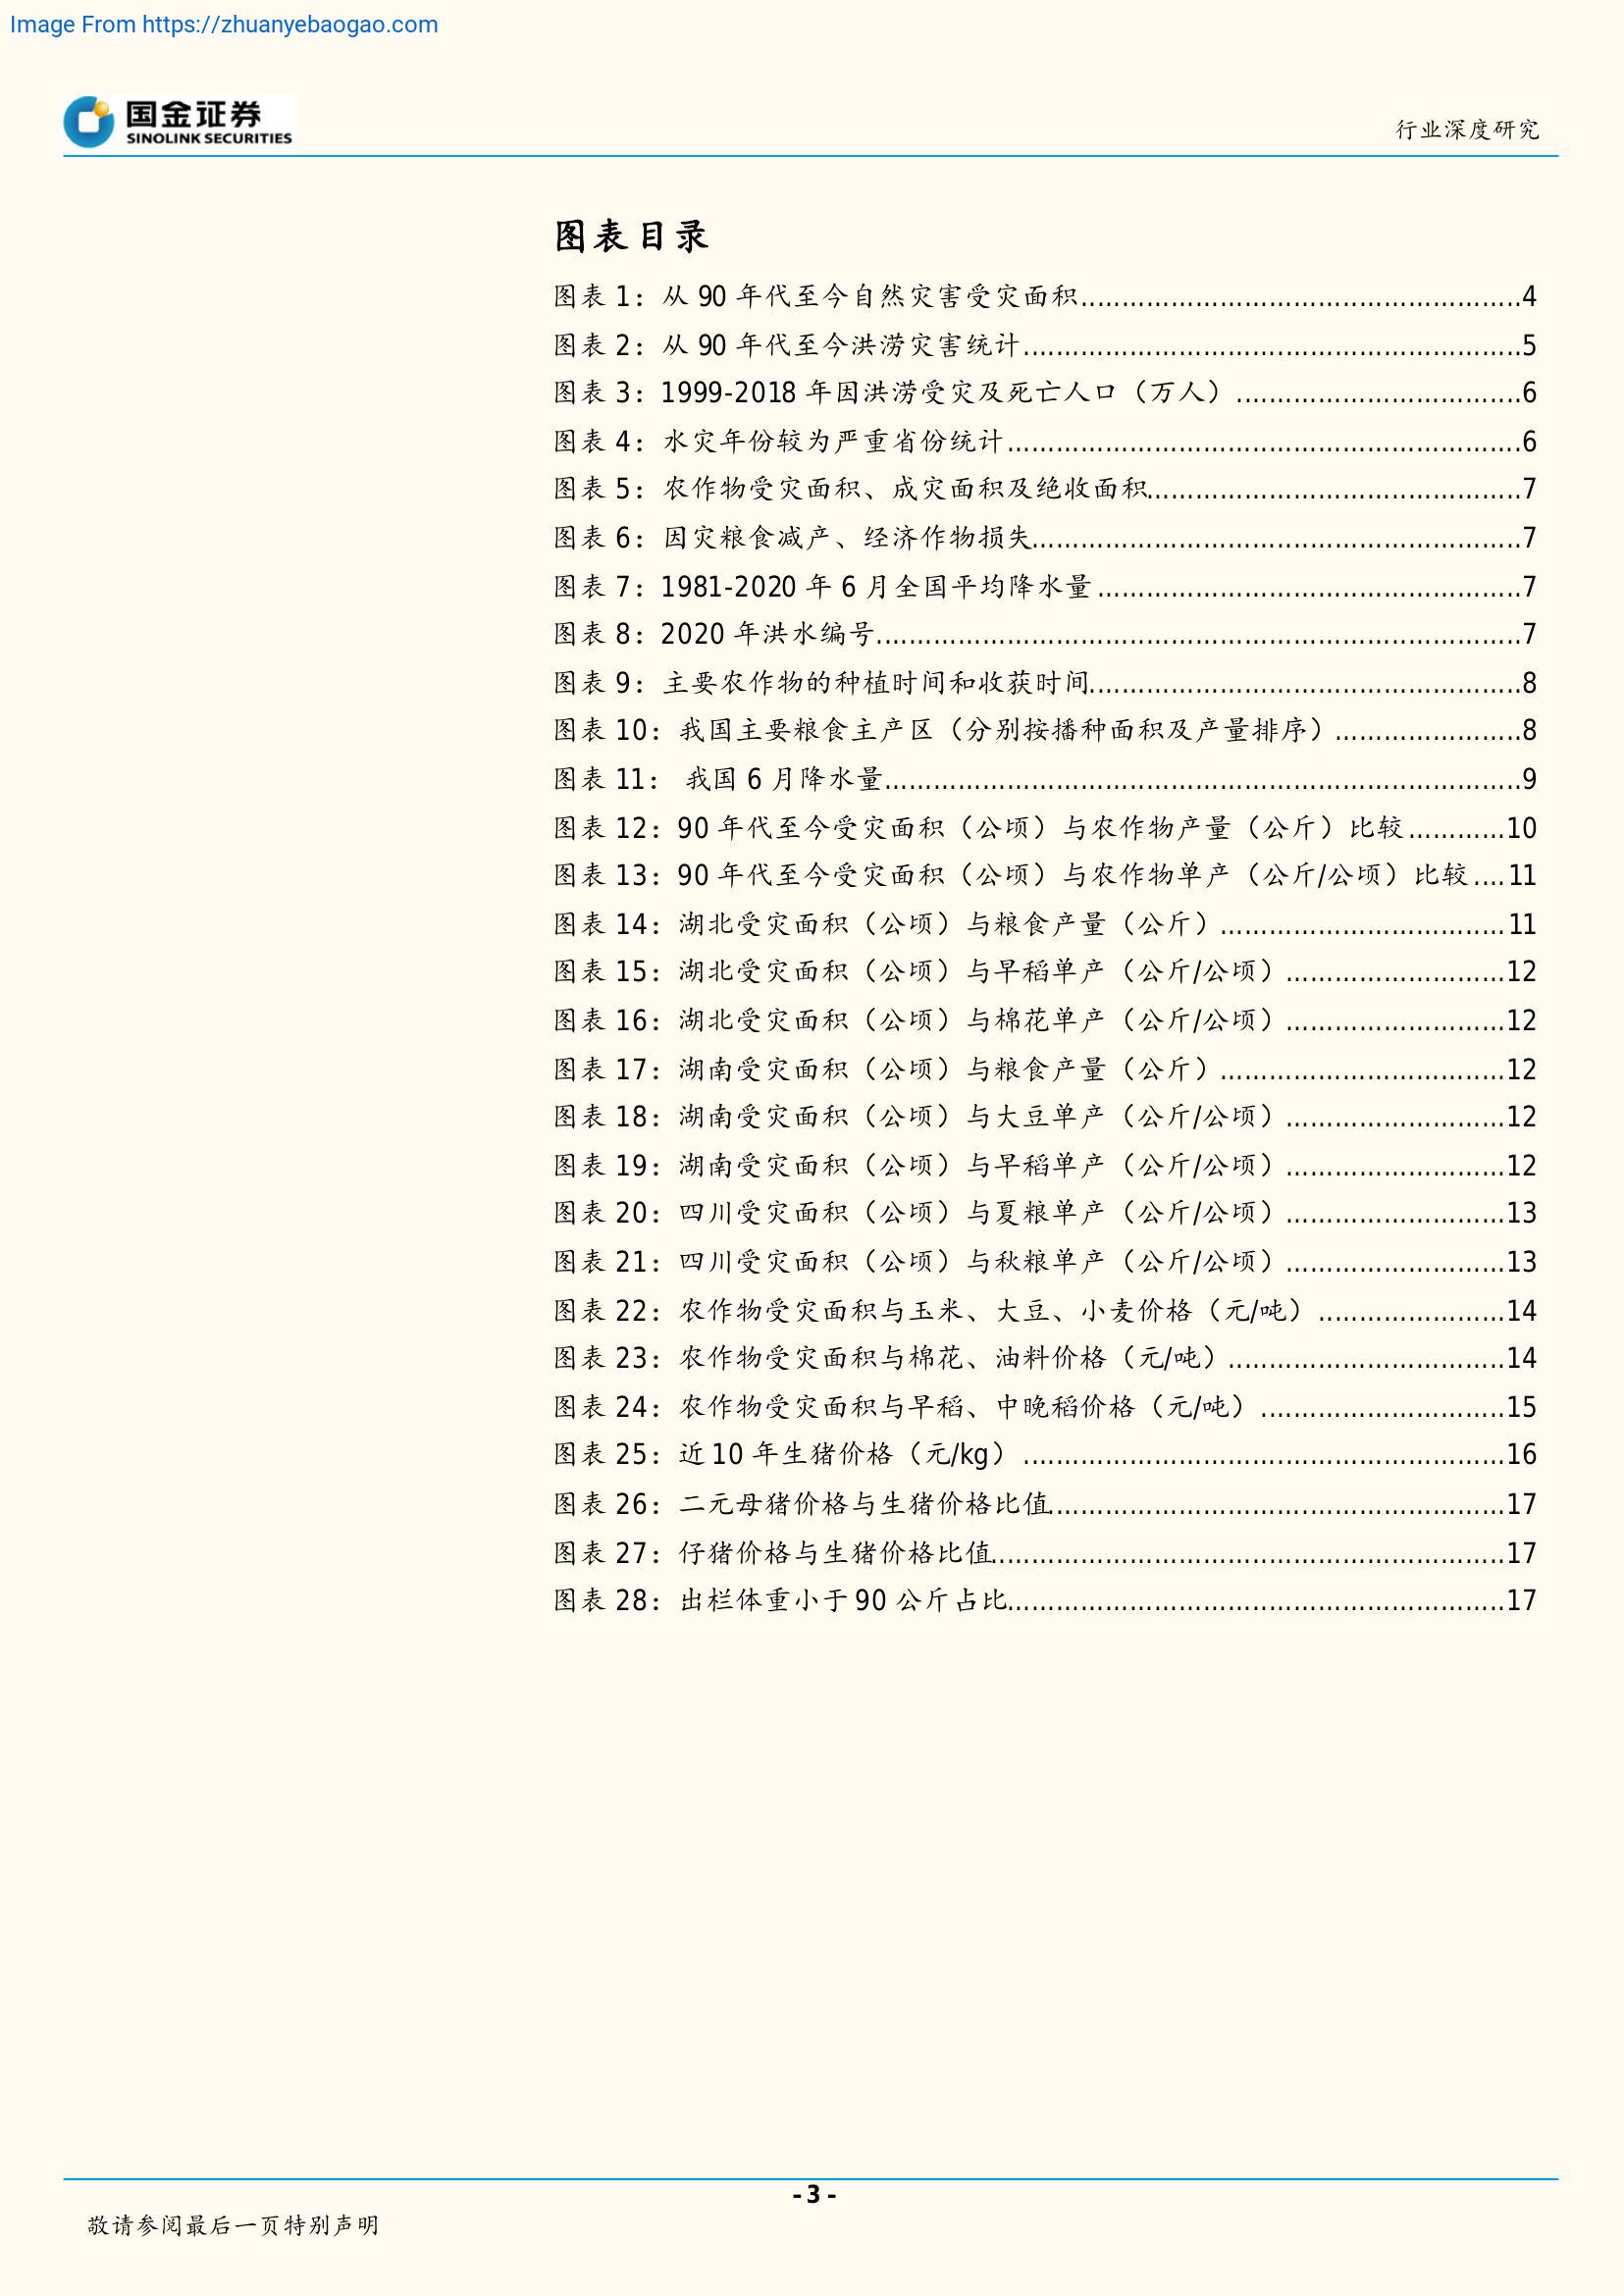 Image From https://zhuanyebaogao.com
国金证券
SINOLINK SECURITIES
行业深度研究
图表目录
图表 1：从 90 年代至今自然灾害受灾面积......................................................4
图表 2：从 90 年代至今洪涝灾害统计.............................................................5
图表 3：1999-2018 年因洪涝受灾及死亡人口（万人）...................................6
图表 4：水灾年份较为严重省份统计...............................................................6
图表 5：农作物受灾面积、成灾面积及绝收面积..............................................7
图表 6：因灾粮食减产、经济作物损失............................................................7
图表 7：1981-2020 年 6 月全国平均降水量....................................................7
图表 8：2020 年洪水编号...............................................................................7
图表 9：主要农作物的种植时间和收获时间.....................................................8
图表 10：我国主要粮食主产区（分别按播种面积及产量排序）.......................8
图表 11： 我国 6 月降水量..............................................................................9
图表 12：90 年代至今受灾面积（公顷）与农作物产量（公斤）比较............10
图表 13：90 年代至今受灾面积（公顷）与农作物单产（公斤/公顷）比较....11
图表 14：湖北受灾面积（公顷）与粮食产量（公斤）...................................11
图表 15：湖北受灾面积（公顷）与早稻单产（公斤/公顷）...........................12
图表 16：湖北受灾面积（公顷）与棉花单产（公斤/公顷）...........................12
图表 17：湖南受灾面积（公顷）与粮食产量（公斤）...................................12
图表 18：湖南受灾面积（公顷）与大豆单产（公斤/公顷）...........................12
图表 19：湖南受灾面积（公顷）与早稻单产（公斤/公顷）...........................12
图表 20：四川受灾面积（公顷）与夏粮单产（公斤/公顷）...........................13
图表 21：四川受灾面积（公顷）与秋粮单产（公斤/公顷）...........................13
图表 22：农作物受灾面积与玉米、大豆、小麦价格（元/吨）.......................14
图表 23：农作物受灾面积与棉花、油料价格（元/吨）..................................14
图表 24：农作物受灾面积与早稻、中晚稻价格（元/吨）..............................15
图表 25：近 10 年生猪价格（元/kg）...........................................................16
图表 26：二元母猪价格与生猪价格比值........................................................17
图表 27：仔猪价格与生猪价格比值...............................................................17
图表 28：出栏体重小于 90 公斤占比.............................................................17
- 3 -
敬请参阅最后一页特别声明